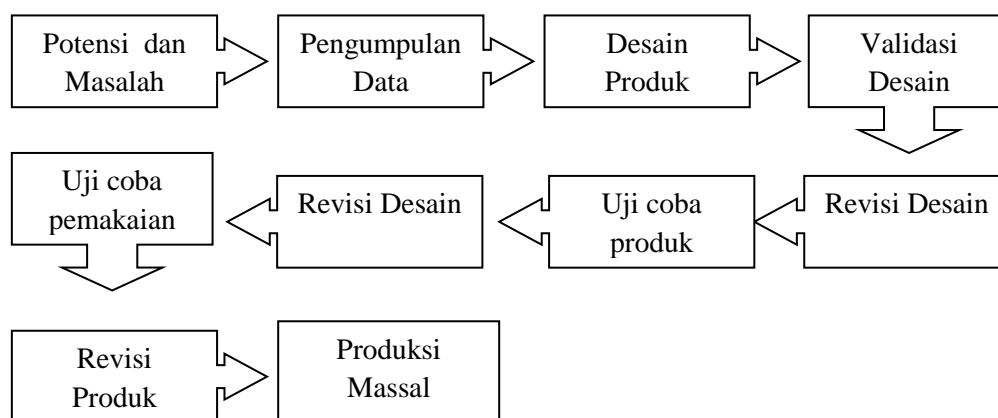 Potensi dan
Masalah
Pengumpulan
Data
Desain
Produk
Validasi
Desain
Uji coba
pemakaian
Revisi Desain
Uji coba
produk
Revisi Desain
Revisi
Produk
Produksi
Massal